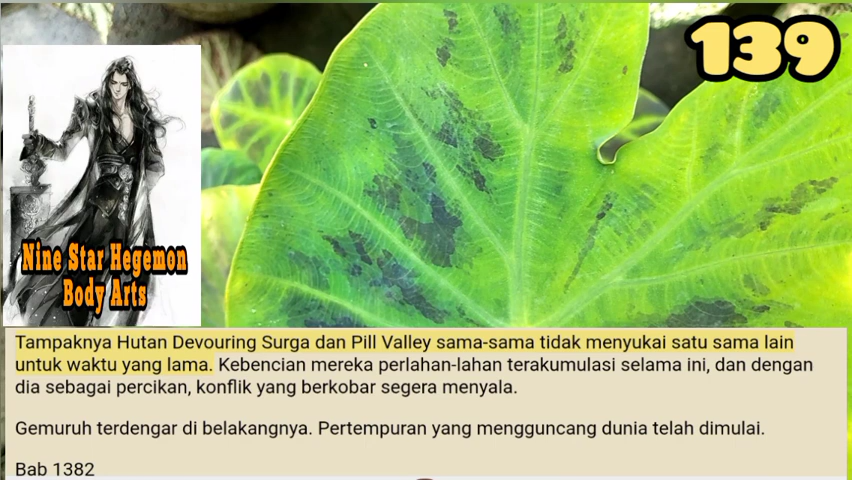 139
Nine Star Hegemon
Body Arts
Tampaknya Hutan Devouring Surga dan Pill Valley sama-sama tidak menyukai satu sama lain
untuk waktu yang lama. Kebencian mereka perlahan-lahan terakumulasi selama ini, dan dengan
dia sebagai percikan, konflik yang berkobar segera menyala.
Gemuruh terdengar di belakangnya. Pertempuran yang mengguncang dunia telah dimulai.
Bab 1382